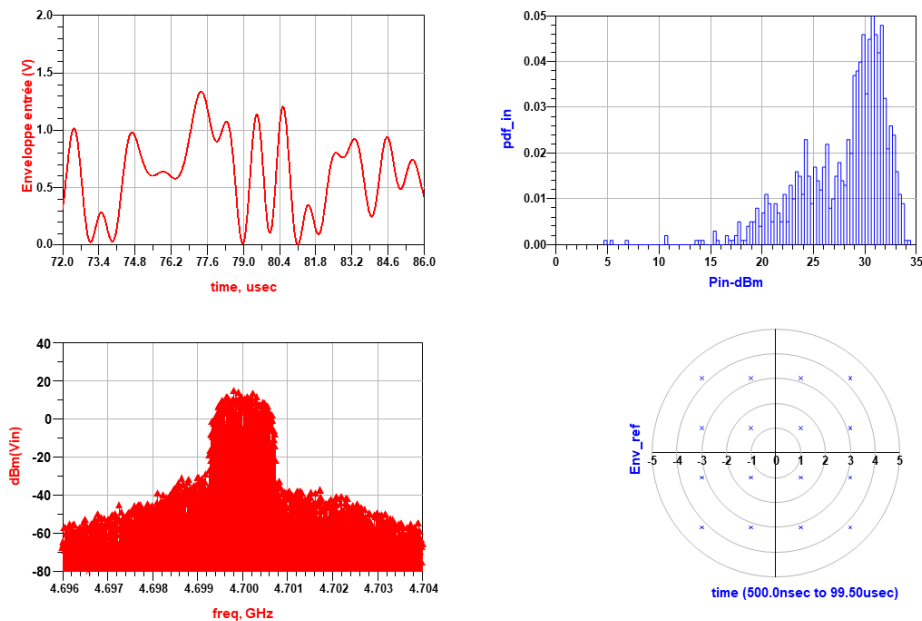 2.0
1.5
1.0
0.5
0.0
Enveloppe entrée (V)
72.0 73.4 74.8 76.2 77.6 79.0 80.4 81.8 83.2 84.6 86.0
time, usec
0.05
0.04
0.03
0.02
0.01
0.00
pdf_in
0 5 10 15 20 25 30 35
Pin-dBm
40
20
0
-20
-40
-60
-80
dBm(Vin)
4.696 4.697 4.698 4.699 4.700 4.701 4.702 4.703 4.704
freq, GHz
Env_ref
-5 -4 -3 -2 -1 0 1 2 3 4 5
time (500.0nsec to 99.50usec)